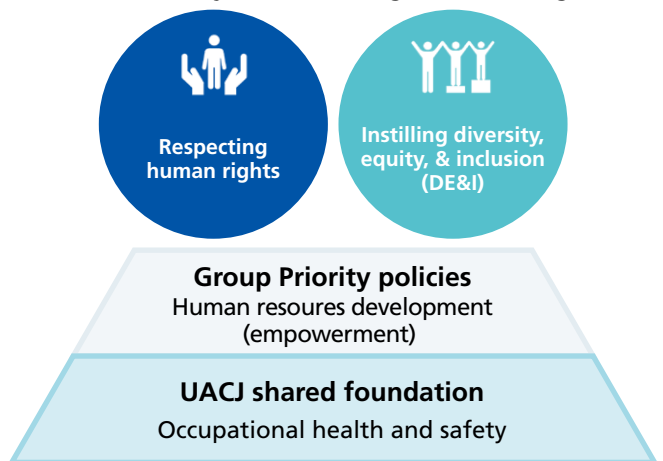 Respecting
human rights
Instilling diversity,
equity, & inclusion
(DE&I)
Group Priority policies
Human resoures development
(empowerment)
UACJ shared foundation
Occupational health and safety